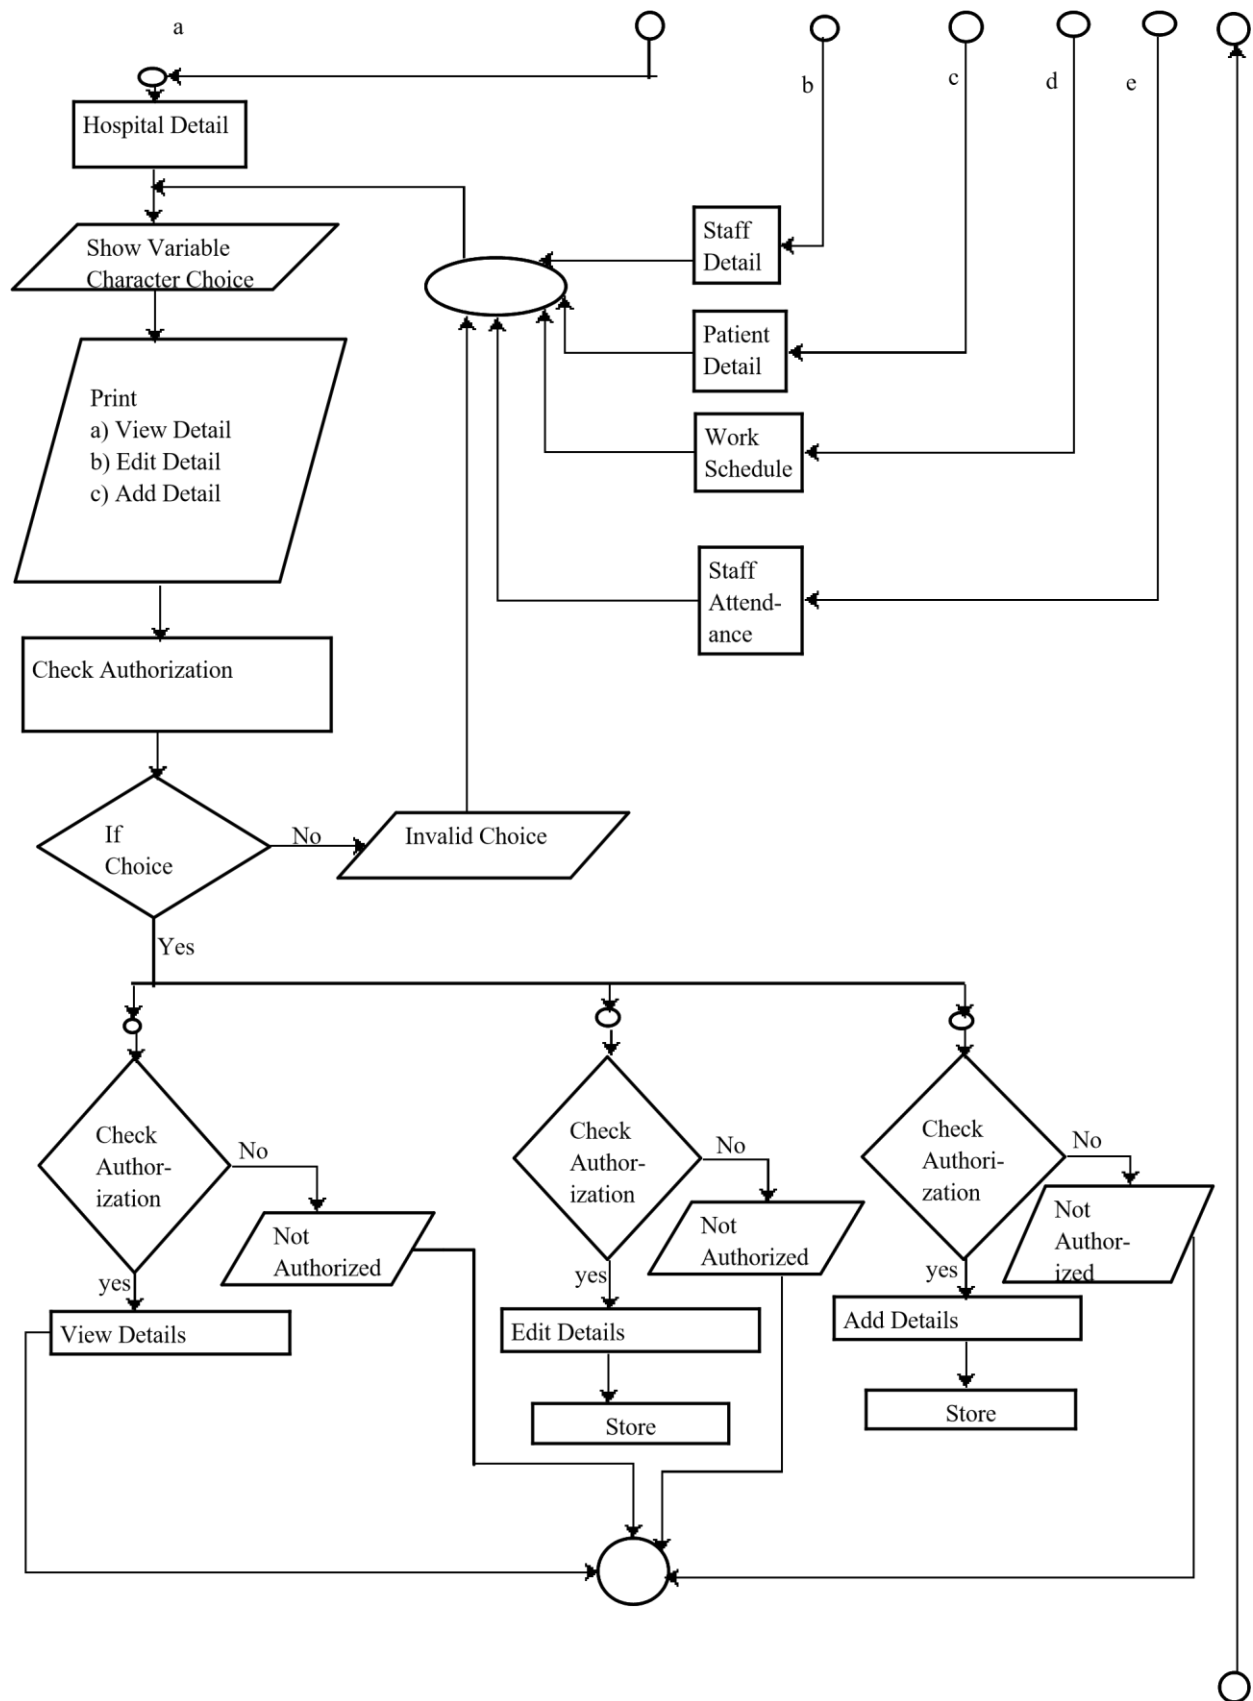 a
b
c
d
e
Hospital Detail
Staff
Detail
Show Variable
Character Choice
Patient
Detail
Print
a) View Detail
b) Edit Detail
c) Add Detail
Work
Schedule
Staff
Attend-
ance
Check Authorization
If
Choice
No
Invalid Choice
Yes
Check
Author-
ization
No
Not
Authorized
yes
View Details
Check
Author-
ization
No
Not
Authorized
yes
Edit Details
Store
Check
Authori-
zation
No
Not
Author-
ized
yes
Add Details
Store